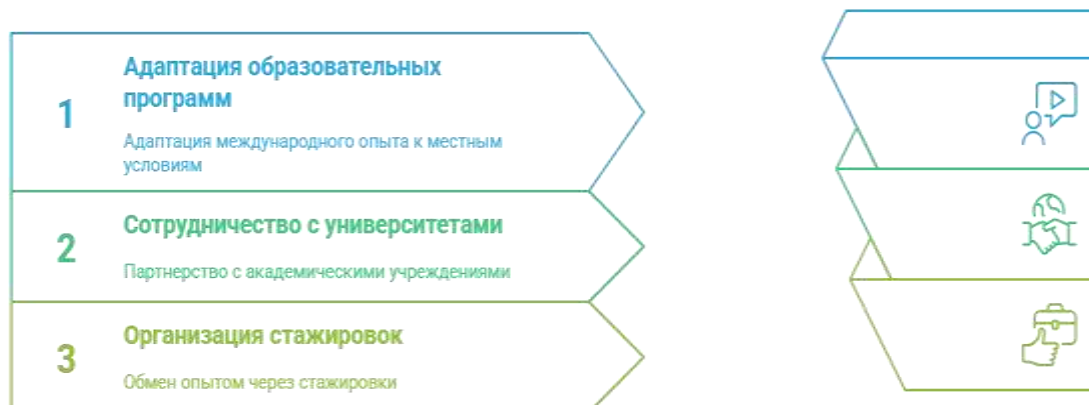 1
Адаптация образовательных
программ
Адаптация международного опыта к местным
условиям
2
Сотрудничество с университетами
Партнерство с академическими учреждениями
3
Организация стажировок
Обмен опытом через стажировки